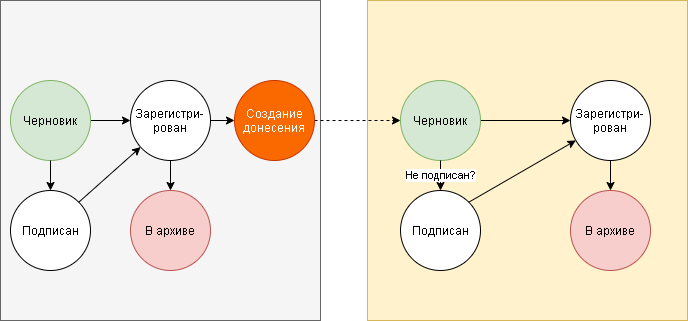 Черновик
Зарегистри-
рован
Создание
донесения
Подписан
В архиве
Черновик
Зарегистри-
рован
Не подписан?
Подписан
В архиве